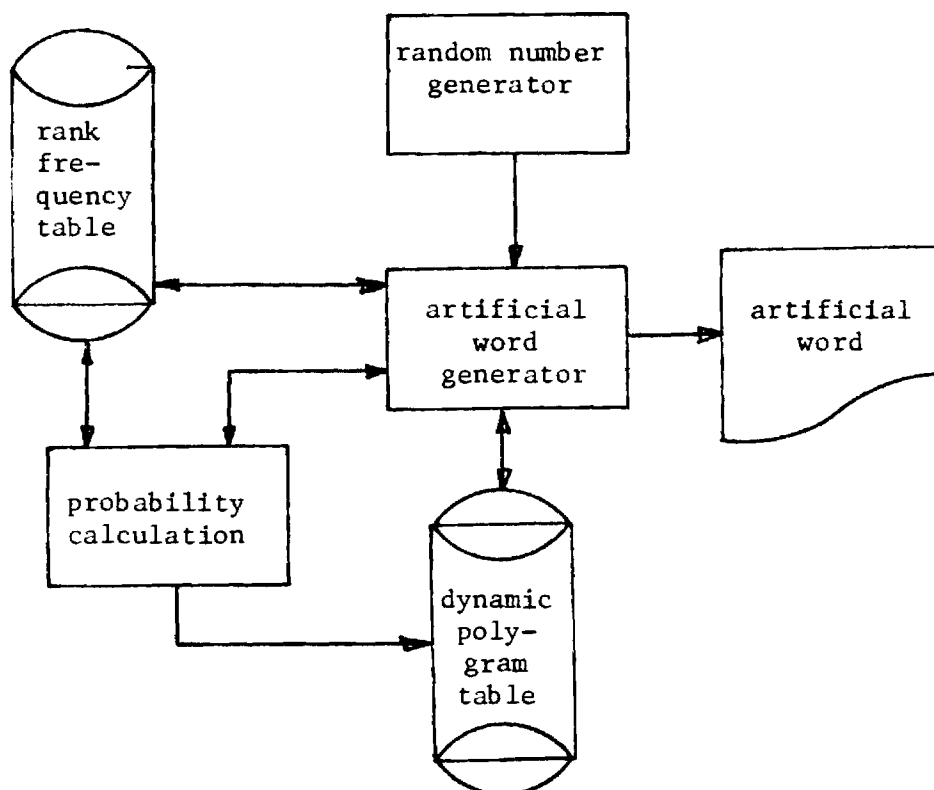 random number
generator
rank
fre-
quency
table
artificial
word
generator
artificial
word
probability
calculation
dynamic
poly-
gram
table